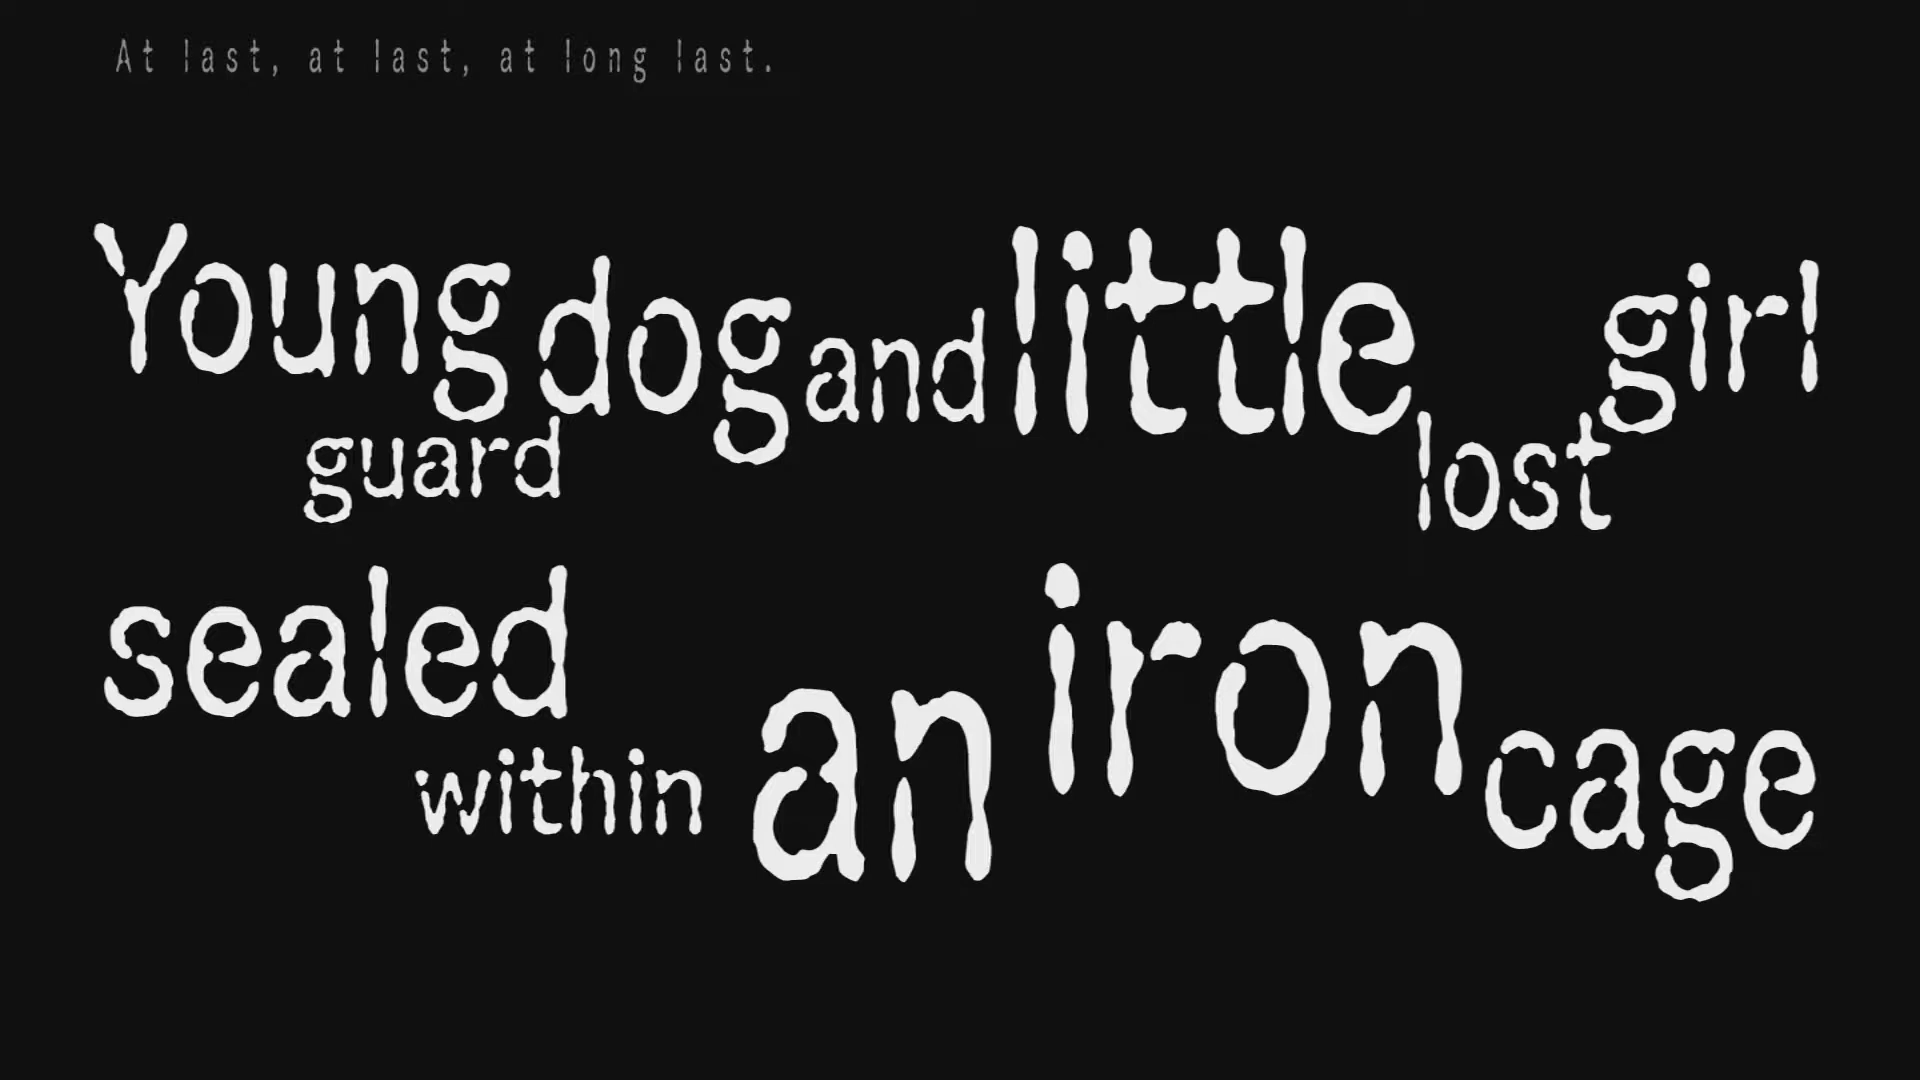 At last, at last, at long last.
Young guard dog and little lost girl
sealed within an iron cage